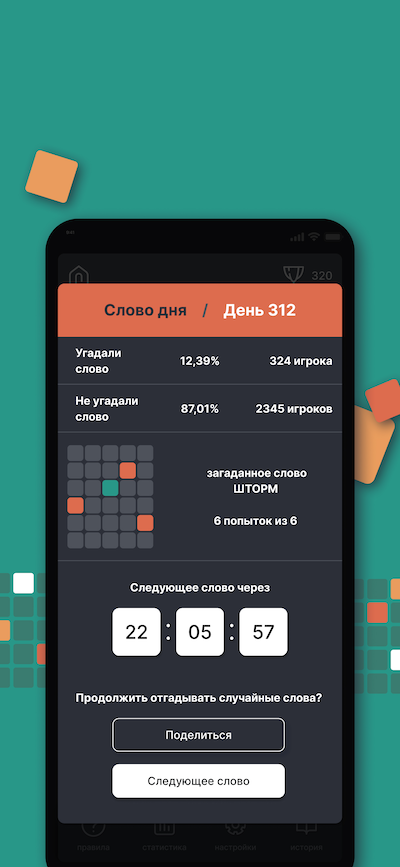 320
Слово дня / День 312
Угадали
слово
12,39%
324 игрока
Не угадали
слово
87,01%
2345 игроков
загаданное слово
ШТОРМ
6 попыток из 6
Следующее слово через
22 : 05 : 57
Продолжить отгадывать случайные слова?
Поделиться
Следующее слово
правила статистика настройки история